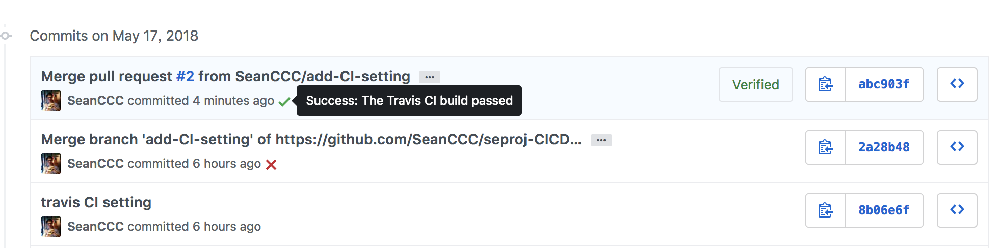 Commits on May 17, 2018
Merge pull request #2 from SeanCCC/add-CI-setting ...
Verified
abc903f
SeanCCC committed 4 minutes ago
Success: The Travis CI build passed
Merge branch 'add-CI-setting' of https://github.com/SeanCCC/seproj-CICD... ...
2a28b48
SeanCCC committed 6 hours ago
travis CI setting
8b06e6f
SeanCCC committed 6 hours ago